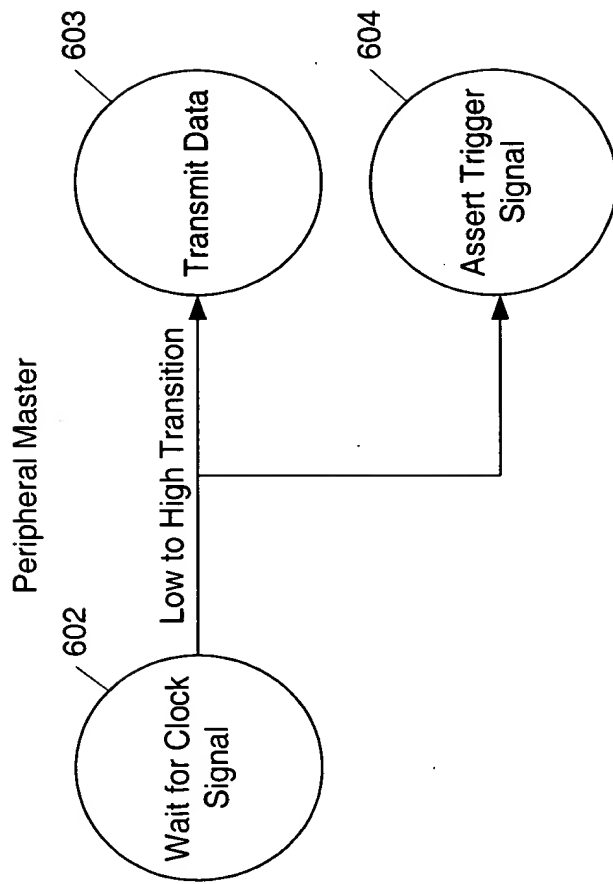 Peripheral Master
602
Wait for Clock
Signal
Low to High Transition
603
Transmit Data
604
Assert Trigger
Signal